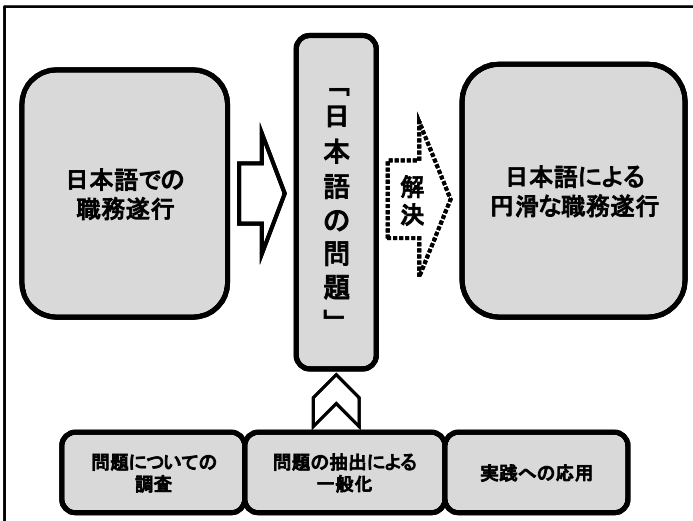 日本語での
職務遂行
「日本語の問題」
解決
日本語による
円滑な職務遂行
問題についての
調査
問題の抽出による
一般化
実践への応用